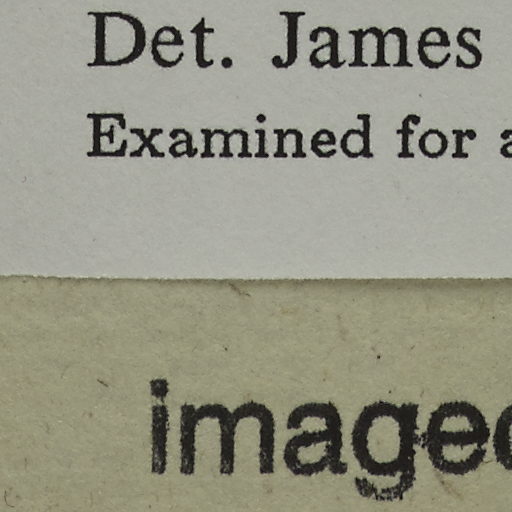 Det. James
Examined for a
imaged